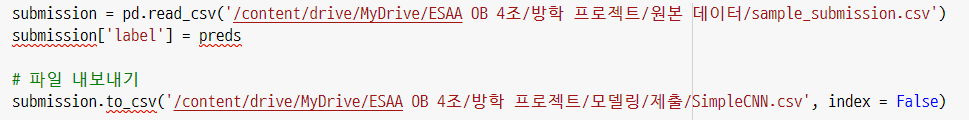 submission = pd.read_csv('/content/drive/MyDrive/ESAA OB 4조/방학 프로젝트/원본 데이터/sample_submission.csv')
submission['label'] = preds
# 파일 내보내기
submission.to_csv('/content/drive/MyDrive/ESAA OB 4조/방학 프로젝트/모델링/제출/SimpleCNN.csv', index = False)